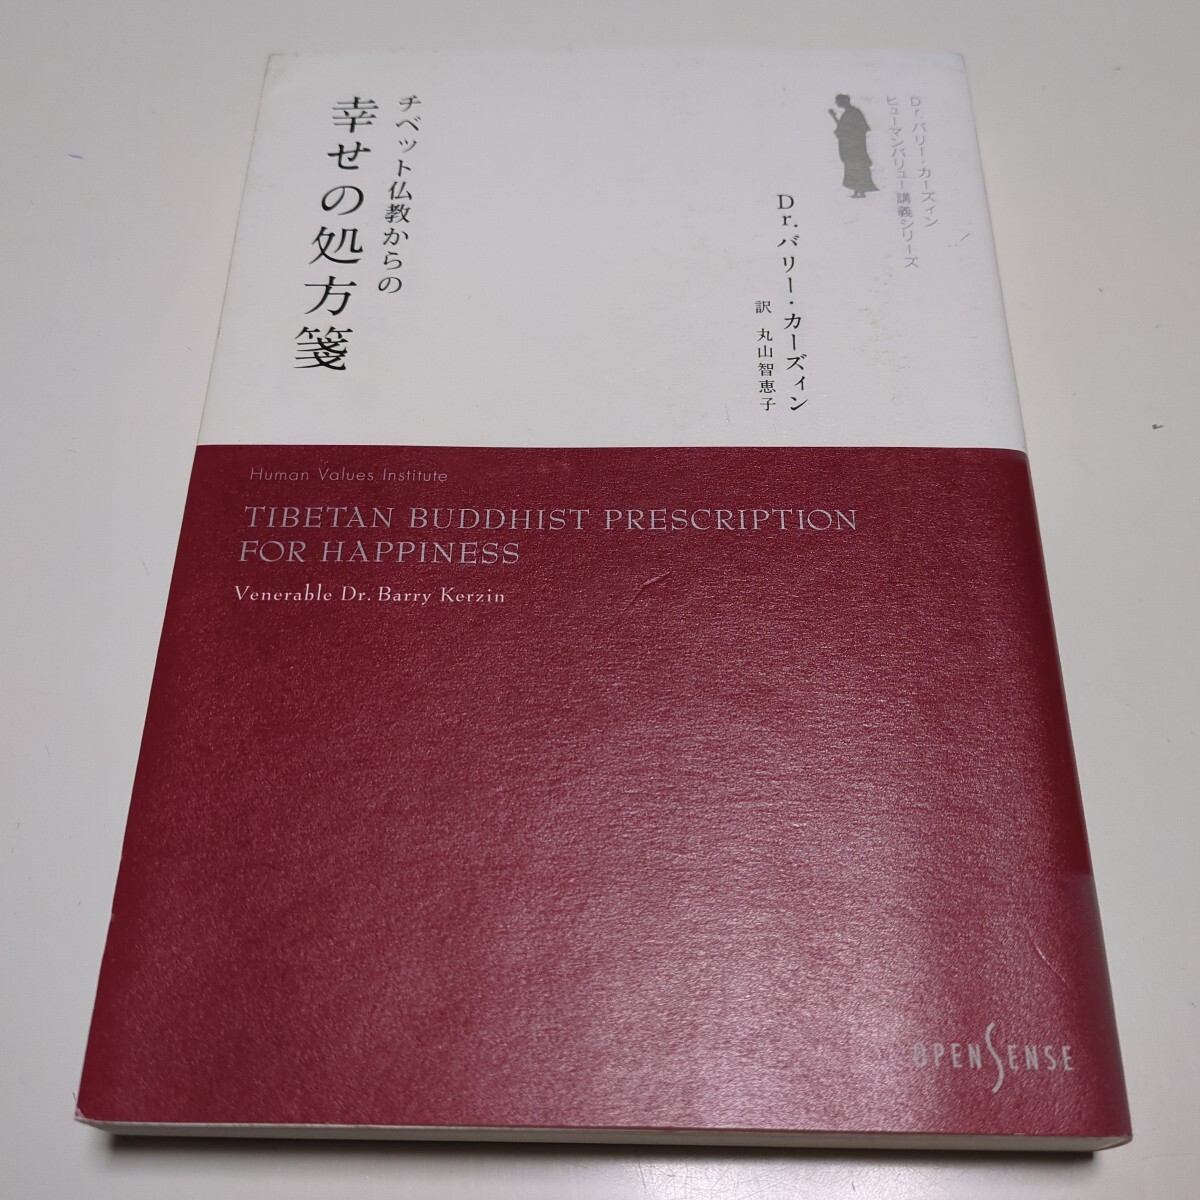 Dr.バリー・カーズィン
ヒューマンバリュー講義シリーズ
Dr.バリー・カーズィン
訳 丸山智恵子
チベット仏教からの
幸せの処方箋
Human Values Institute
TIBETAN BUDDHIST PRESCRIPTION
FOR HAPPINESS
Venerable Dr. Barry Kerzin
OPENSENSE